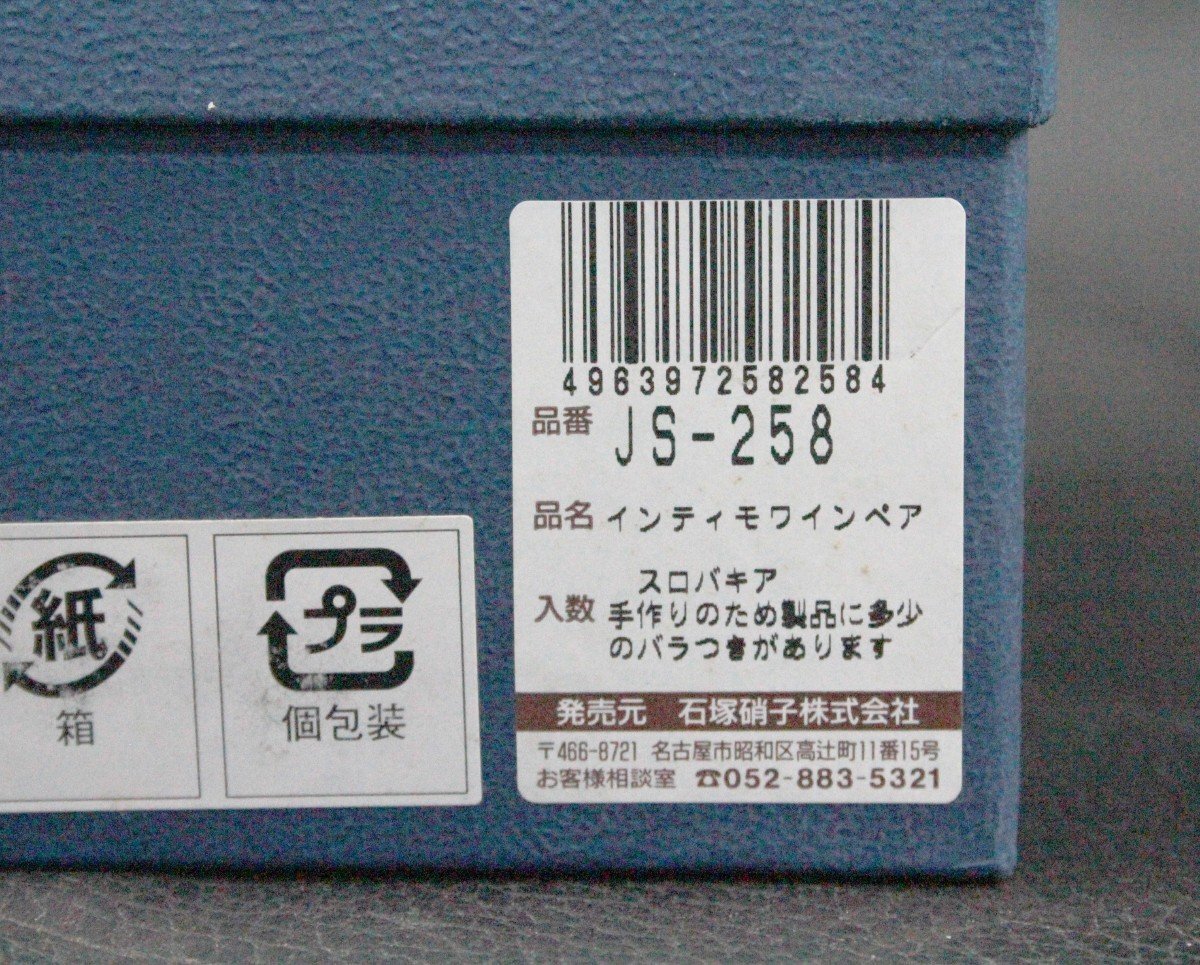 4963972582584
品番 JS-258
品名 インティモワインペア
スロバキア
入数 手作りのため製品に多少
のバラつきがあります
発売元 石塚硝子株式会社
〒466-8721 名古屋市昭和区高辻町11番15号
お客様相談室 ☎052-883-5321
紙
箱
プラ
個包装